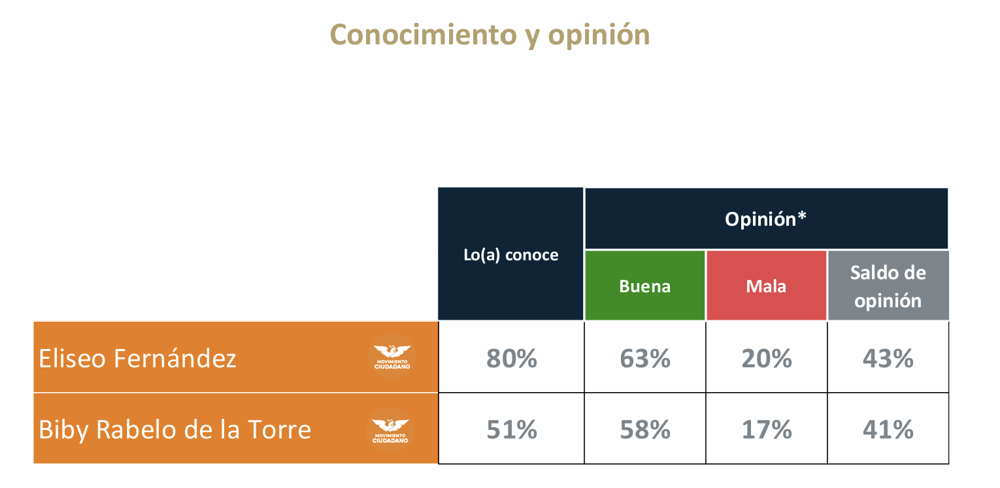 Conocimiento y opinión
Lo(a) conoce
Opinión*
Buena
Mala
Saldo de
opinión
Eliseo Fernández
MOVIMIENTO
CIUDADANO
80%
63%
20%
43%
Biby Rabelo de la Torre
MOVIMIENTO
CIUDADANO
51%
58%
17%
41%